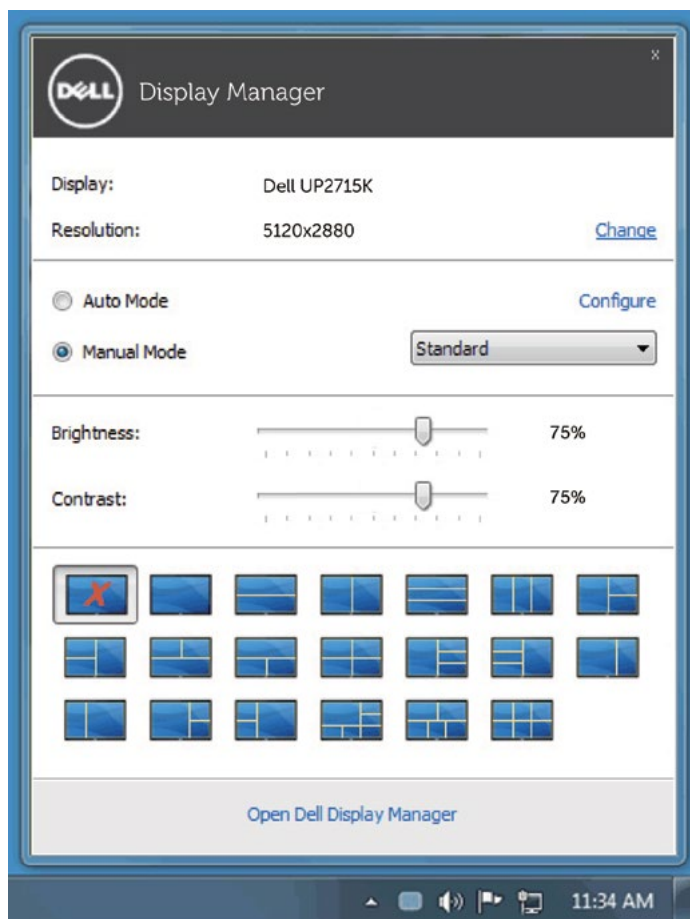 DELL Display Manager x
Display: Dell UP2715K
Resolution: 5120x2880 Change
Auto Mode Configure
Manual Mode Standard
Brightness: 75%
Contrast: 75%
Open Dell Display Manager
11:34 AM